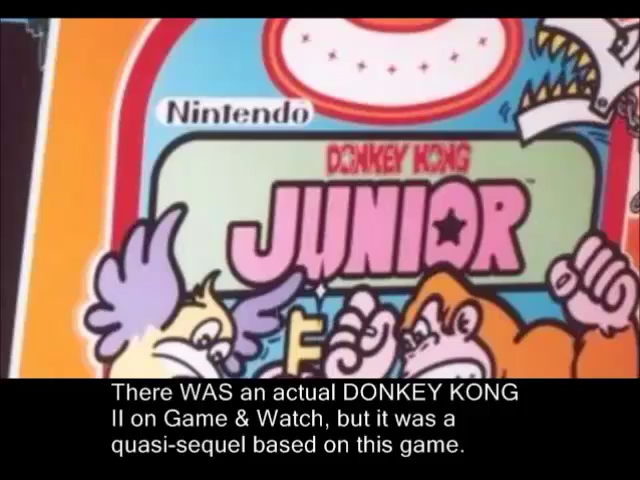 Nintendo
DONKEY KONG
JUNIOR™
There WAS an actual DONKEY KONG
II on Game & Watch, but it was a
quasi-sequel based on this game.